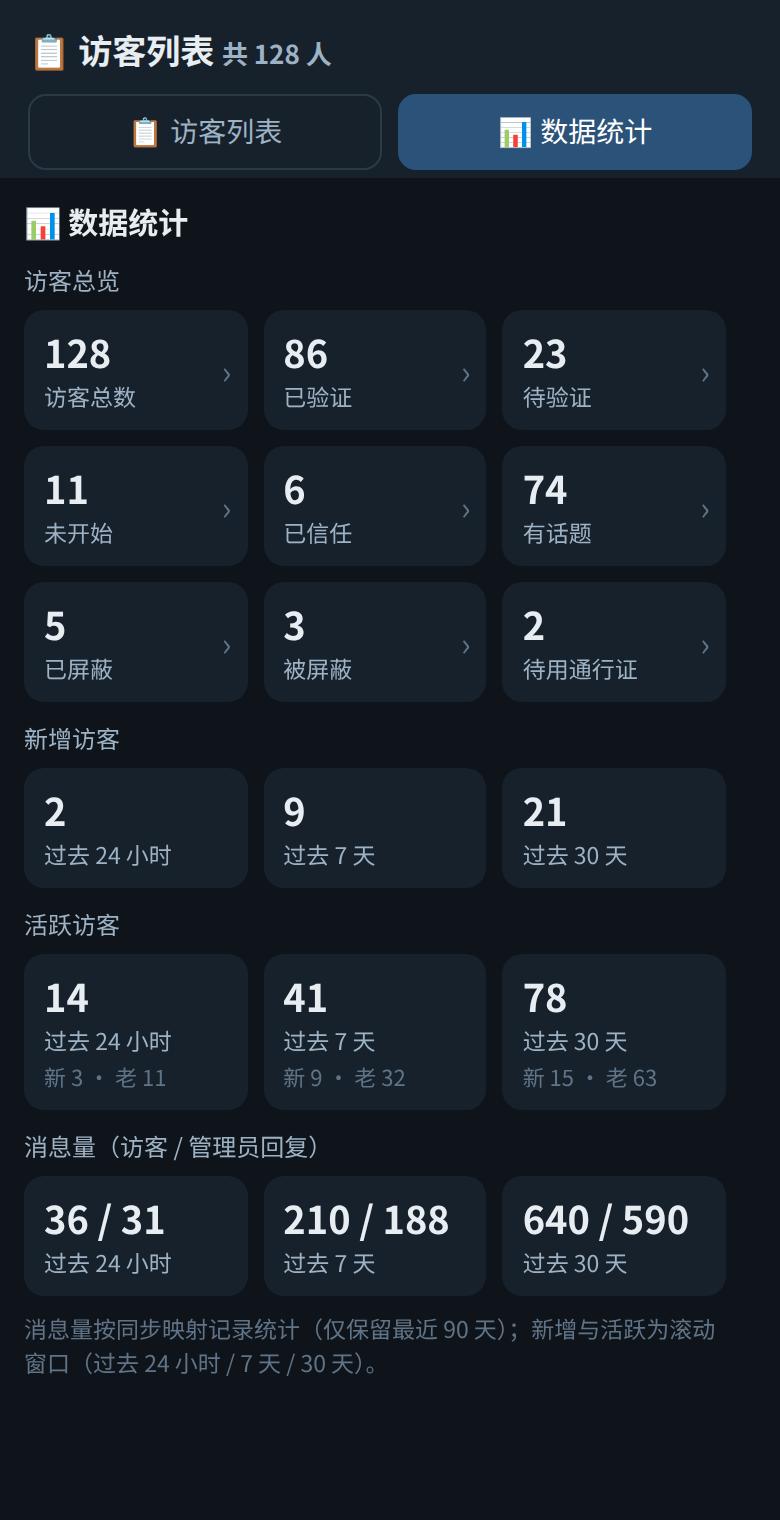 📋 访客列表 共 128 人
📋 访客列表
📊 数据统计
📊 数据统计
访客总览
128
访客总数
›
86
已验证
›
23
待验证
›
11
未开始
›
6
已信任
›
74
有话题
›
5
已屏蔽
›
3
被屏蔽
›
2
待用通行证
›
新增访客
2
过去 24 小时
9
过去 7 天
21
过去 30 天
活跃访客
14
过去 24 小时
新 3 · 老 11
41
过去 7 天
新 9 · 老 32
78
过去 30 天
新 15 · 老 63
消息量（访客 / 管理员回复）
36 / 31
过去 24 小时
210 / 188
过去 7 天
640 / 590
过去 30 天
消息量按同步映射记录统计（仅保留最近 90 天）；新增与活跃为滚动
窗口（过去 24 小时 / 7 天 / 30 天）。